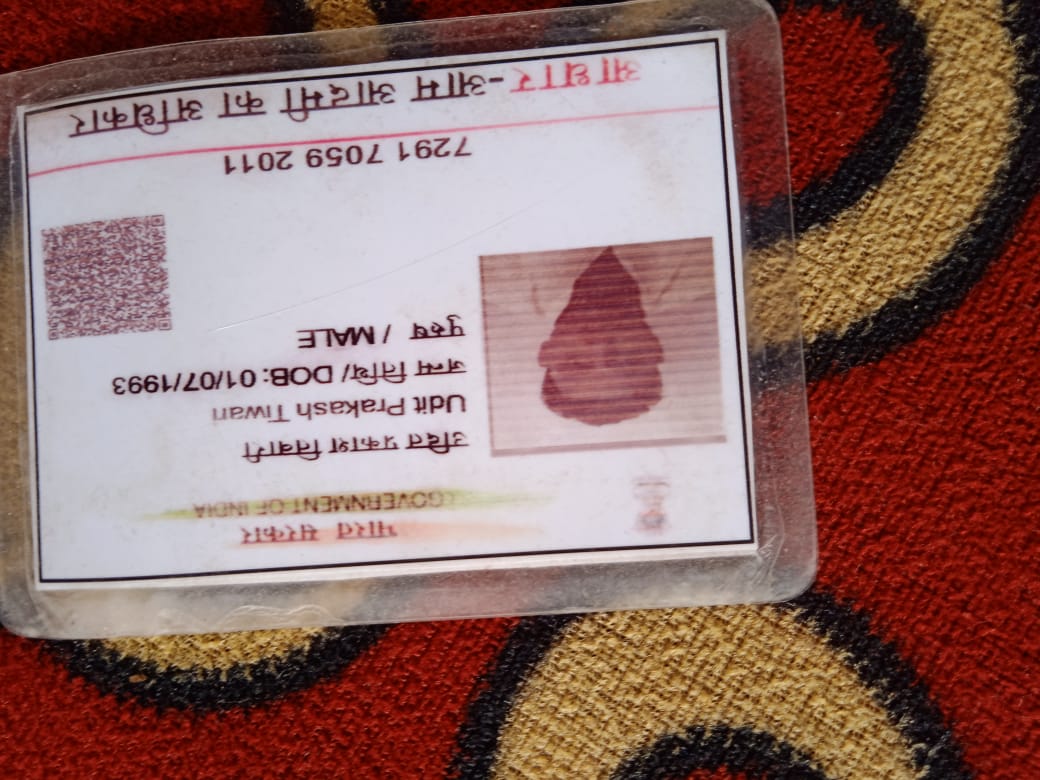 भारत सरकार
GOVERNMENT OF INDIA
उदित प्रकाश तिवारी
Udit Prakash Tiwari
जन्म तिथि/ DOB: 01/07/1993
पुरुष / MALE
7291 7059 2011
आधार-आम आदमी का अधिकार